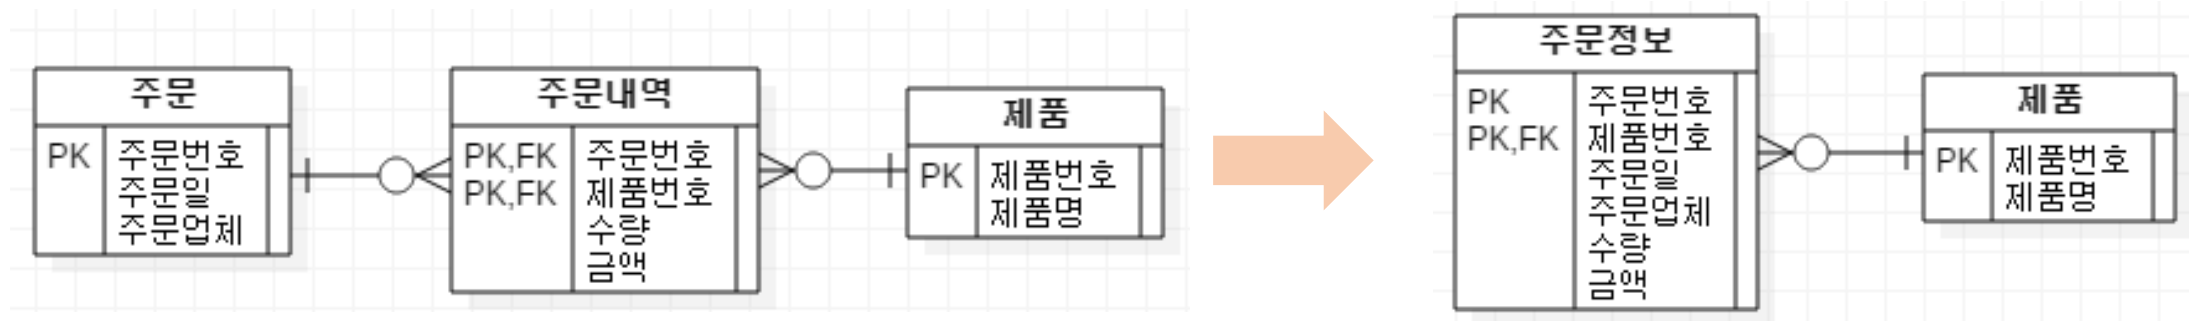 주문
PK 주문번호
주문일
주문업체
주문내역
PK,FK 주문번호
PK,FK 제품번호
수량
금액
제품
PK 제품번호
제품명
주문정보
PK 주문번호
PK,FK 제품번호
주문일
주문업체
수량
금액
제품
PK 제품번호
제품명